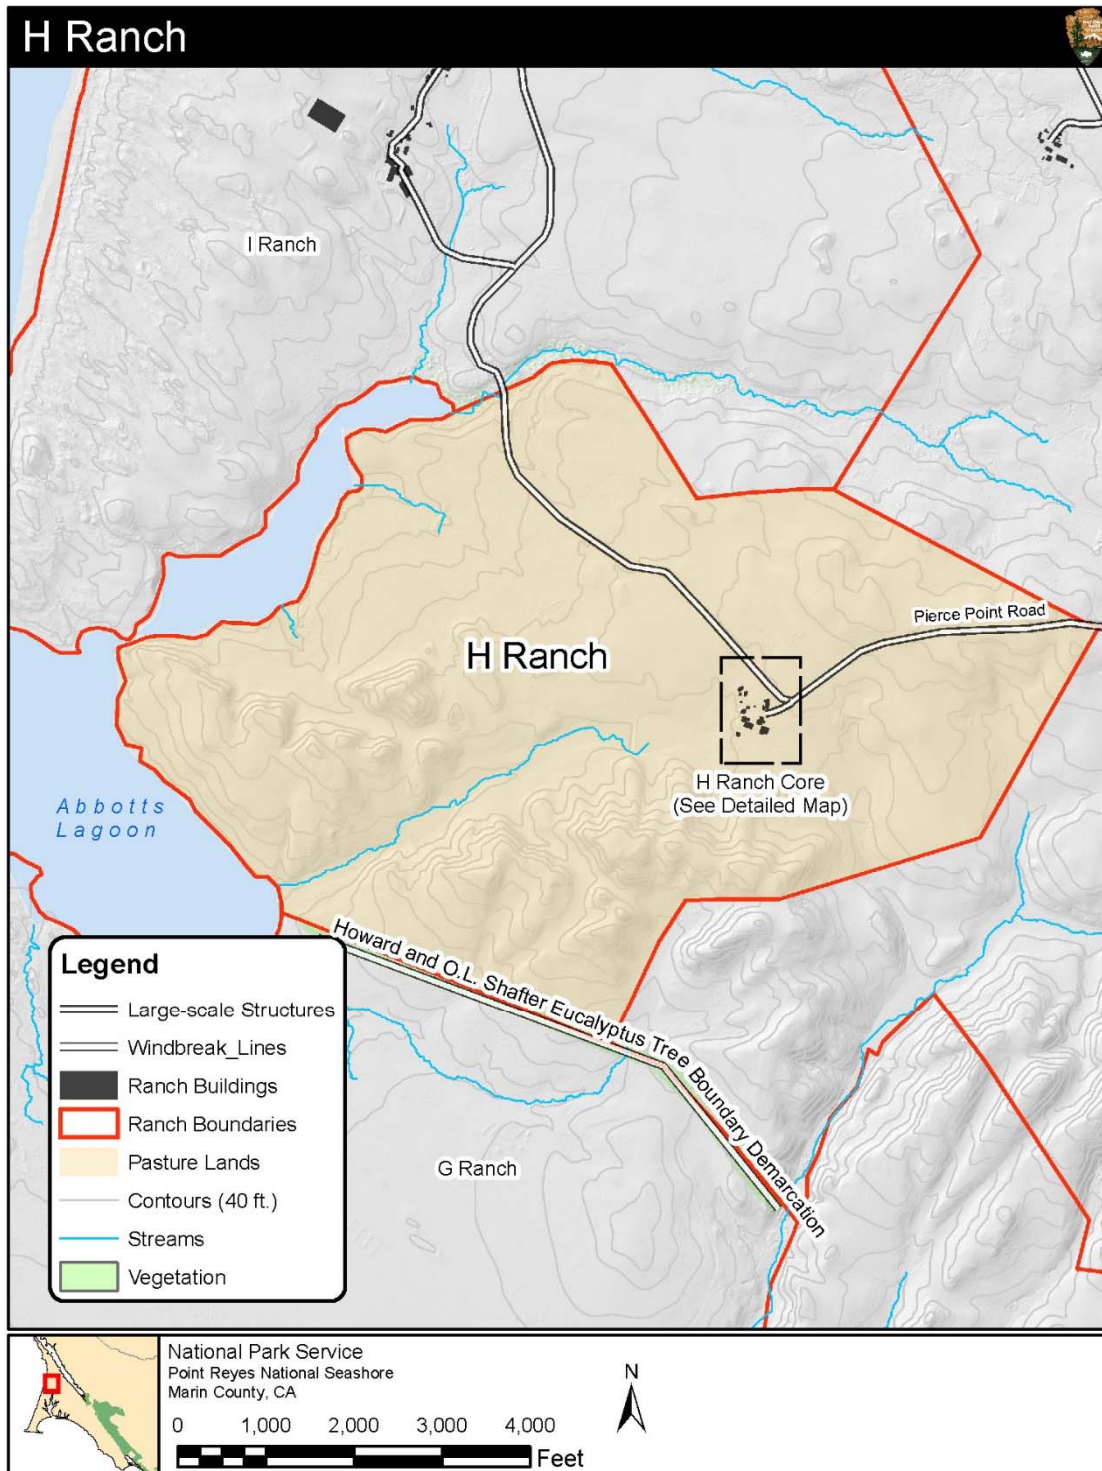 H Ranch
I Ranch
Pierce Point Road
H Ranch
H Ranch Core
(See Detailed Map)
Abbotts
Lagoon
Howard and O.L. Shafter Eucalyptus Tree Boundary Demarcation
G Ranch
Legend
Large-scale Structures
Windbreak_Lines
Ranch Buildings
Ranch Boundaries
Pasture Lands
Contours (40 ft.)
Streams
Vegetation
National Park Service
Point Reyes National Seashore
Marin County, CA
N
0 1,000 2,000 3,000 4,000
Feet